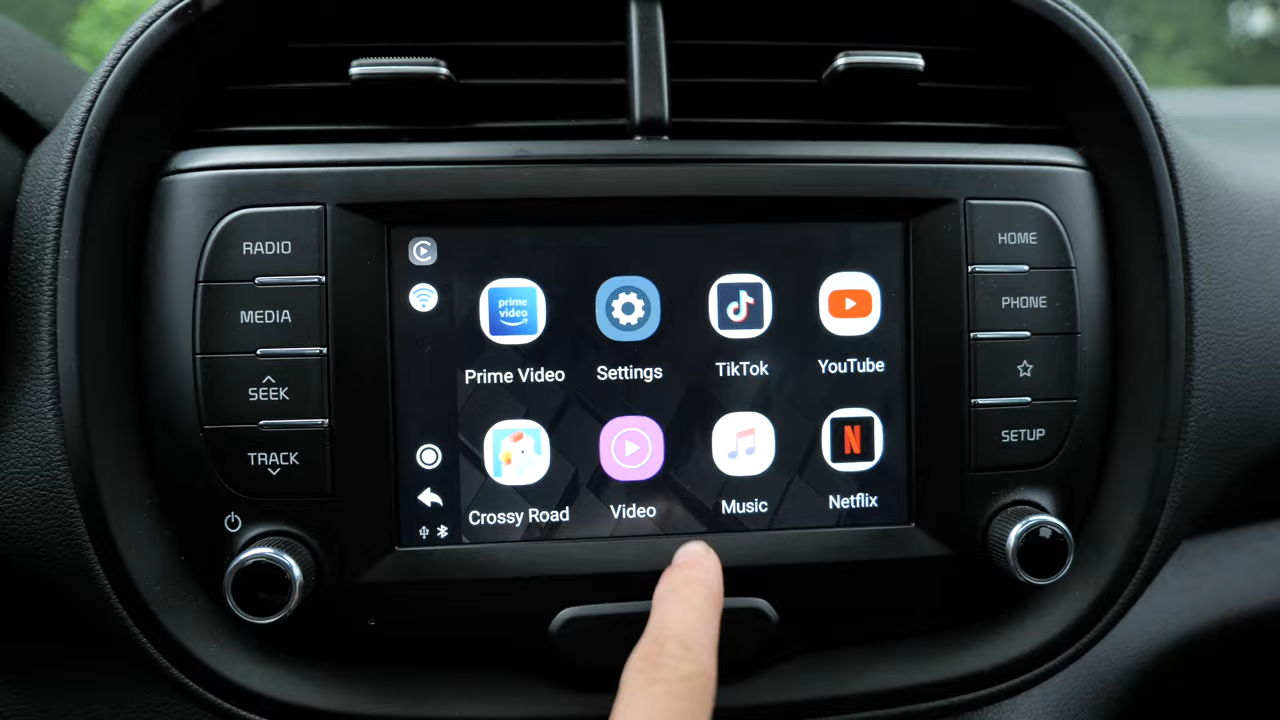 RADIO
MEDIA
SEEK
TRACK
prime
video
Prime Video
Settings
TikTok
YouTube
Crossy Road
Video
Music
N
Netflix
HOME
PHONE
SETUP